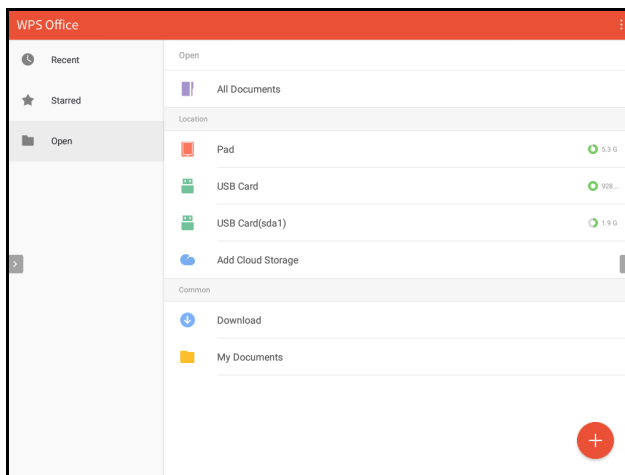 WPS Office
Recent
Starred
Open
Open
All Documents
Location
Pad
5.3 G
USB Card
928...
USB Card(sda1)
1.9 G
Add Cloud Storage
Common
Download
My Documents